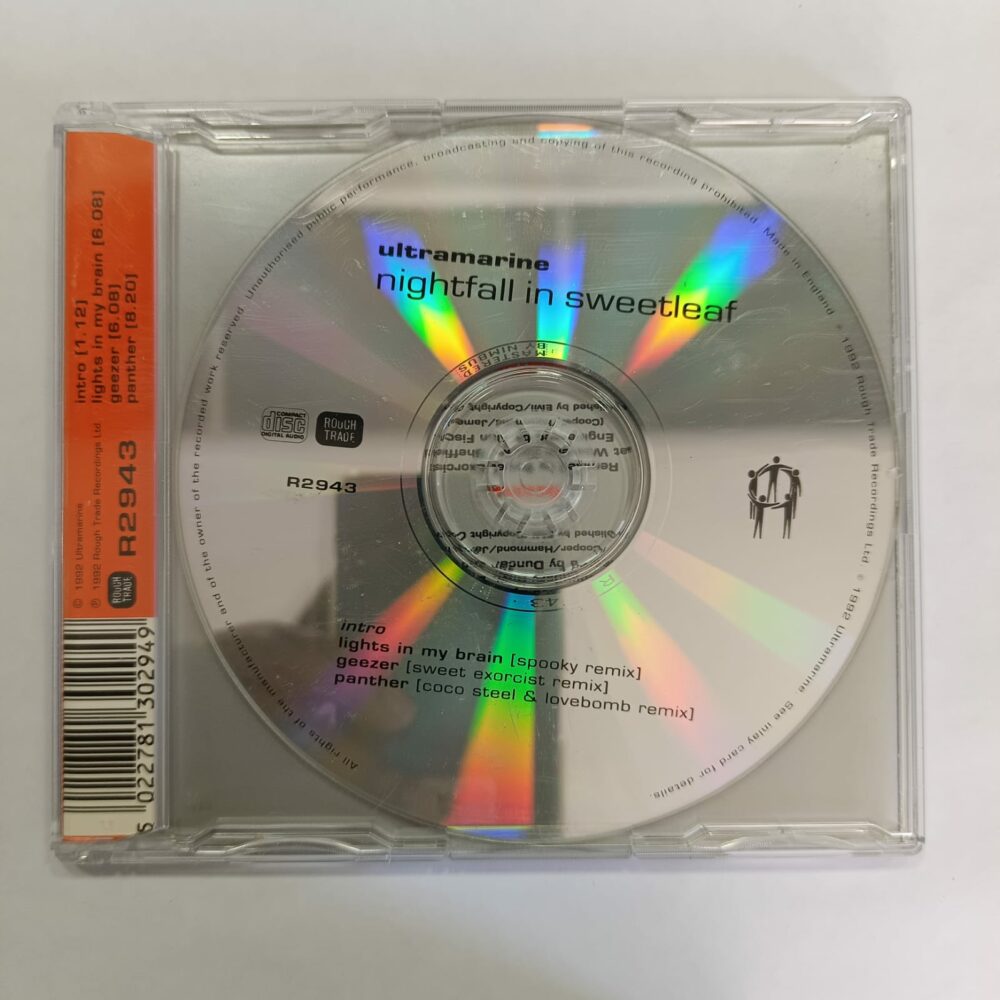 intro [1.12]
lights in my brain [6.08]
geezer [6.08]
panther [8.20]
© 1992 Ultramarine
℗ 1992 Rough Trade Recordings Ltd
R2943
ROUGH
TRADE
5 022781 302949
All rights of the manufacturer and of the owner of the recorded work reserved. Unauthorised public performance, broadcasting and copying of this recording prohibited. Made in England ℗ 1992 Rough Trade Recordings Ltd © 1992 Ultramarine See inlay card for details.
ultramarine
nightfall in sweetleaf
MASTERED
BY NIMBUS
COMPACT
disc
DIGITAL AUDIO
ROUGH
TRADE
R2943
intro
lights in my brain [spooky remix]
geezer [sweet exorcist remix]
panther [coco steel & lovebomb remix]